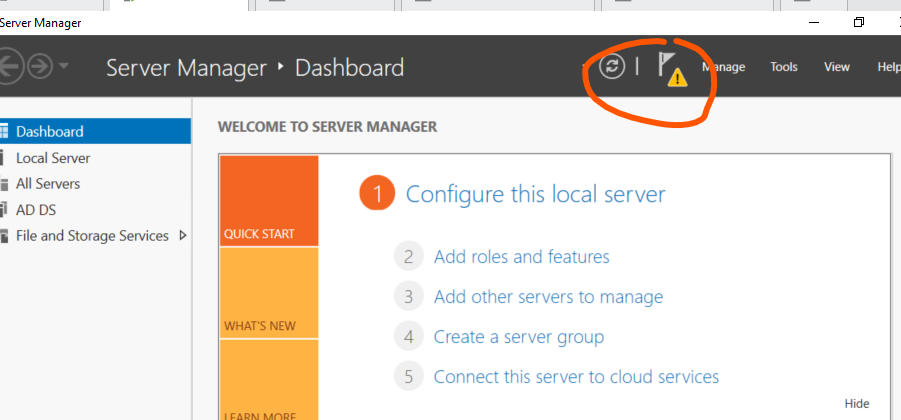 Server Manager
Server Manager • Dashboard
Manage Tools View Help
Dashboard
Local Server
All Servers
AD DS
File and Storage Services
WELCOME TO SERVER MANAGER
QUICK START
WHAT'S NEW
LEARN MORE
1 Configure this local server
2 Add roles and features
3 Add other servers to manage
4 Create a server group
5 Connect this server to cloud services
Hide